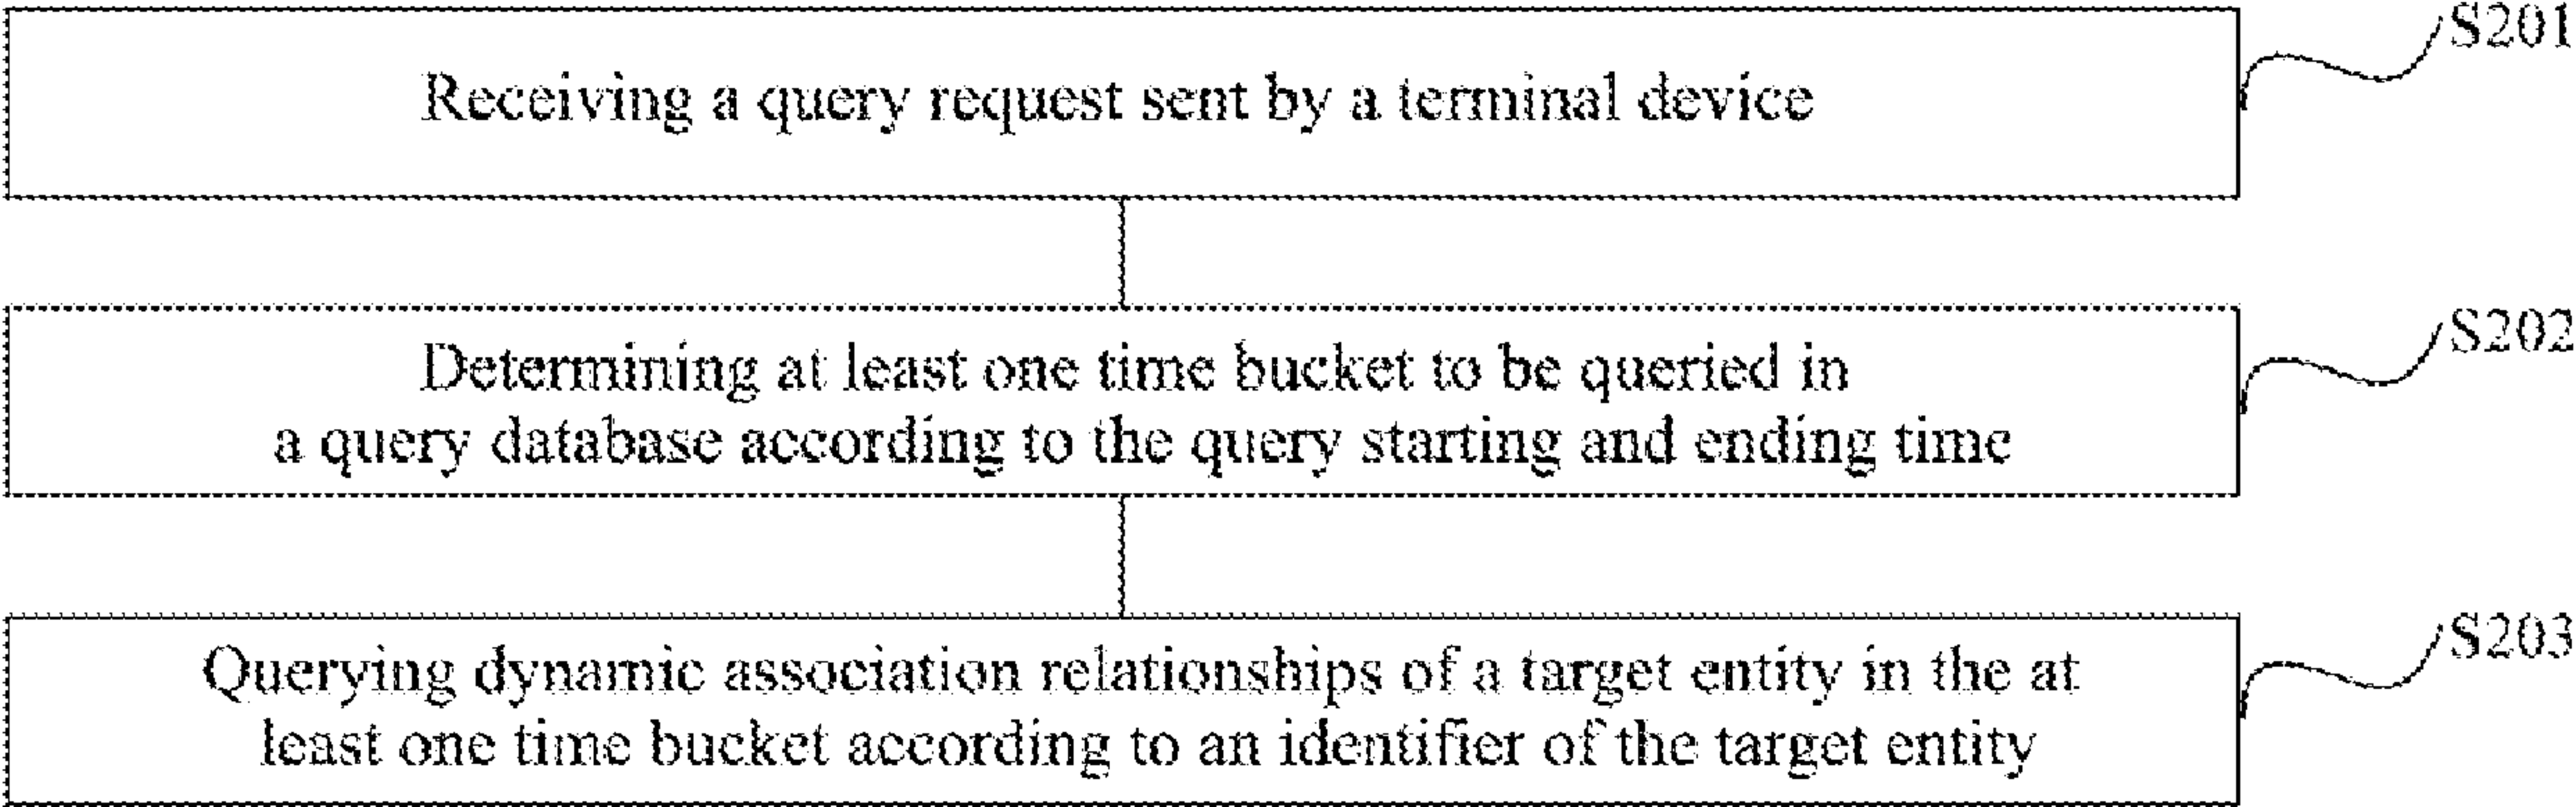 S201
Receiving a query request sent by a terminal device
S202
Determining at least one time bucket to be queried in
a query database according to the query starting and ending time
S203
Querying dynamic association relationships of a target entity in the at
least one time bucket according to an identifier of the target entity